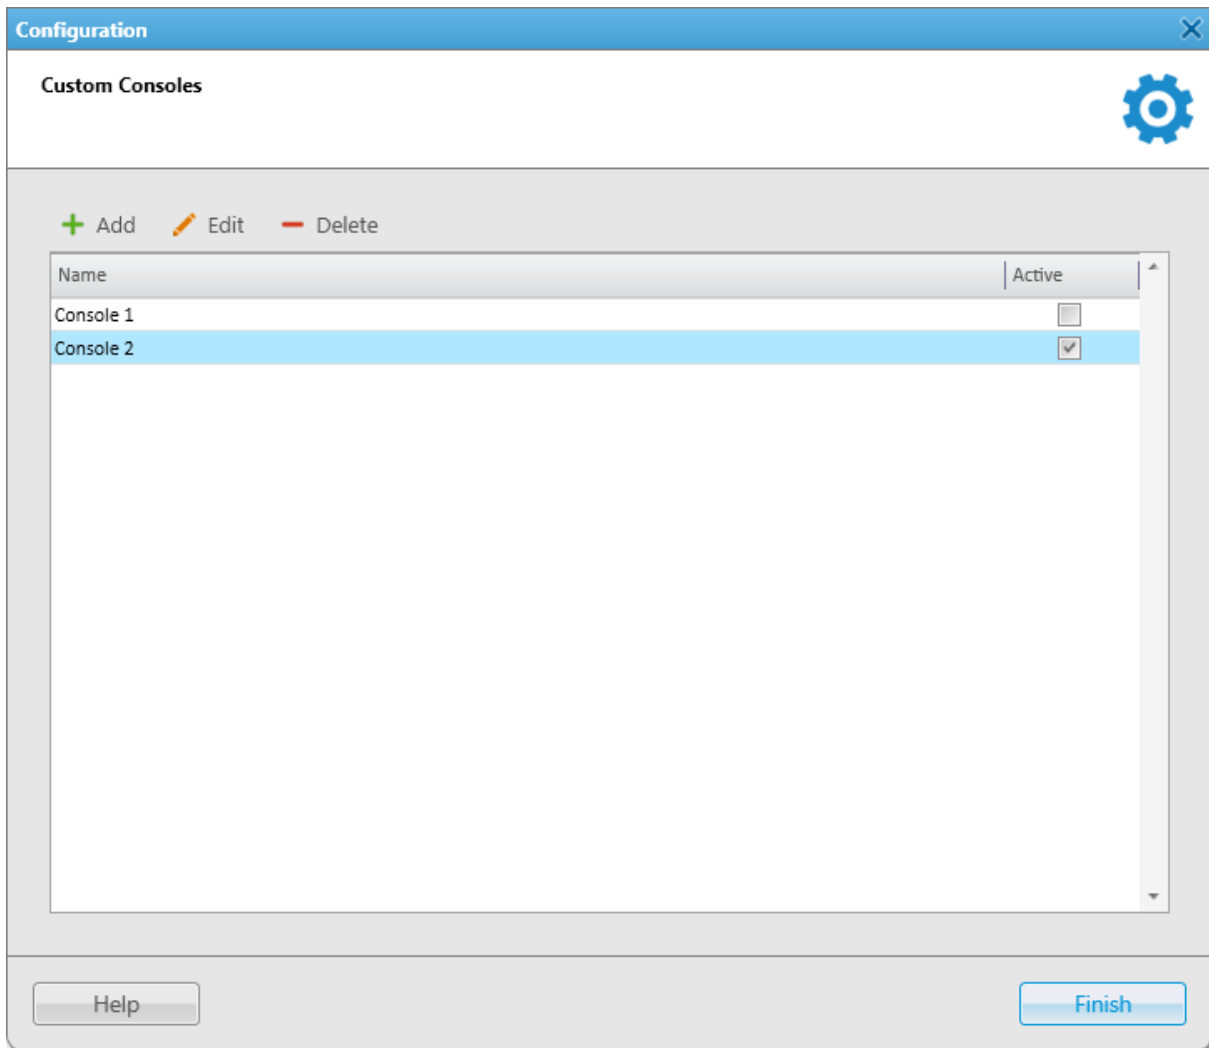 Configuration
Custom Consoles
Add Edit Delete
Name Active
Console 1
Console 2
Help Finish